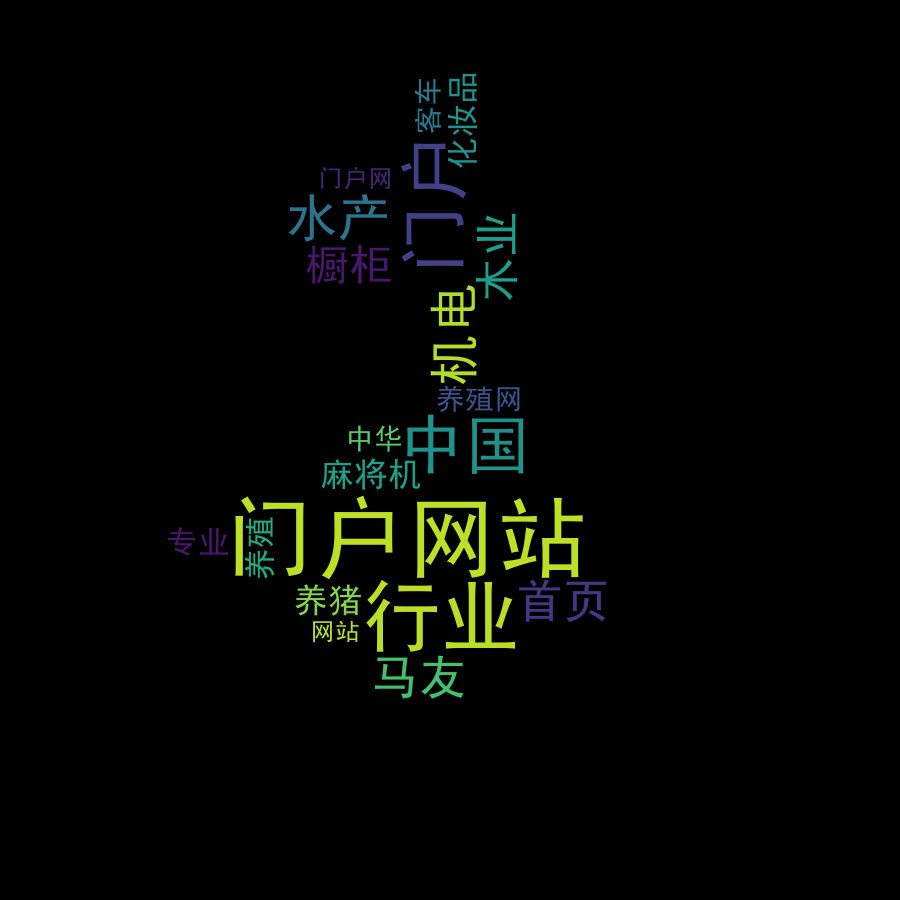 客车
化妆品
门户
门户网
水产
橱柜
木业
机电
养殖网
中华
中国
麻将机
门户网站
专业
养殖
养猪
行业
首页
网站
马友